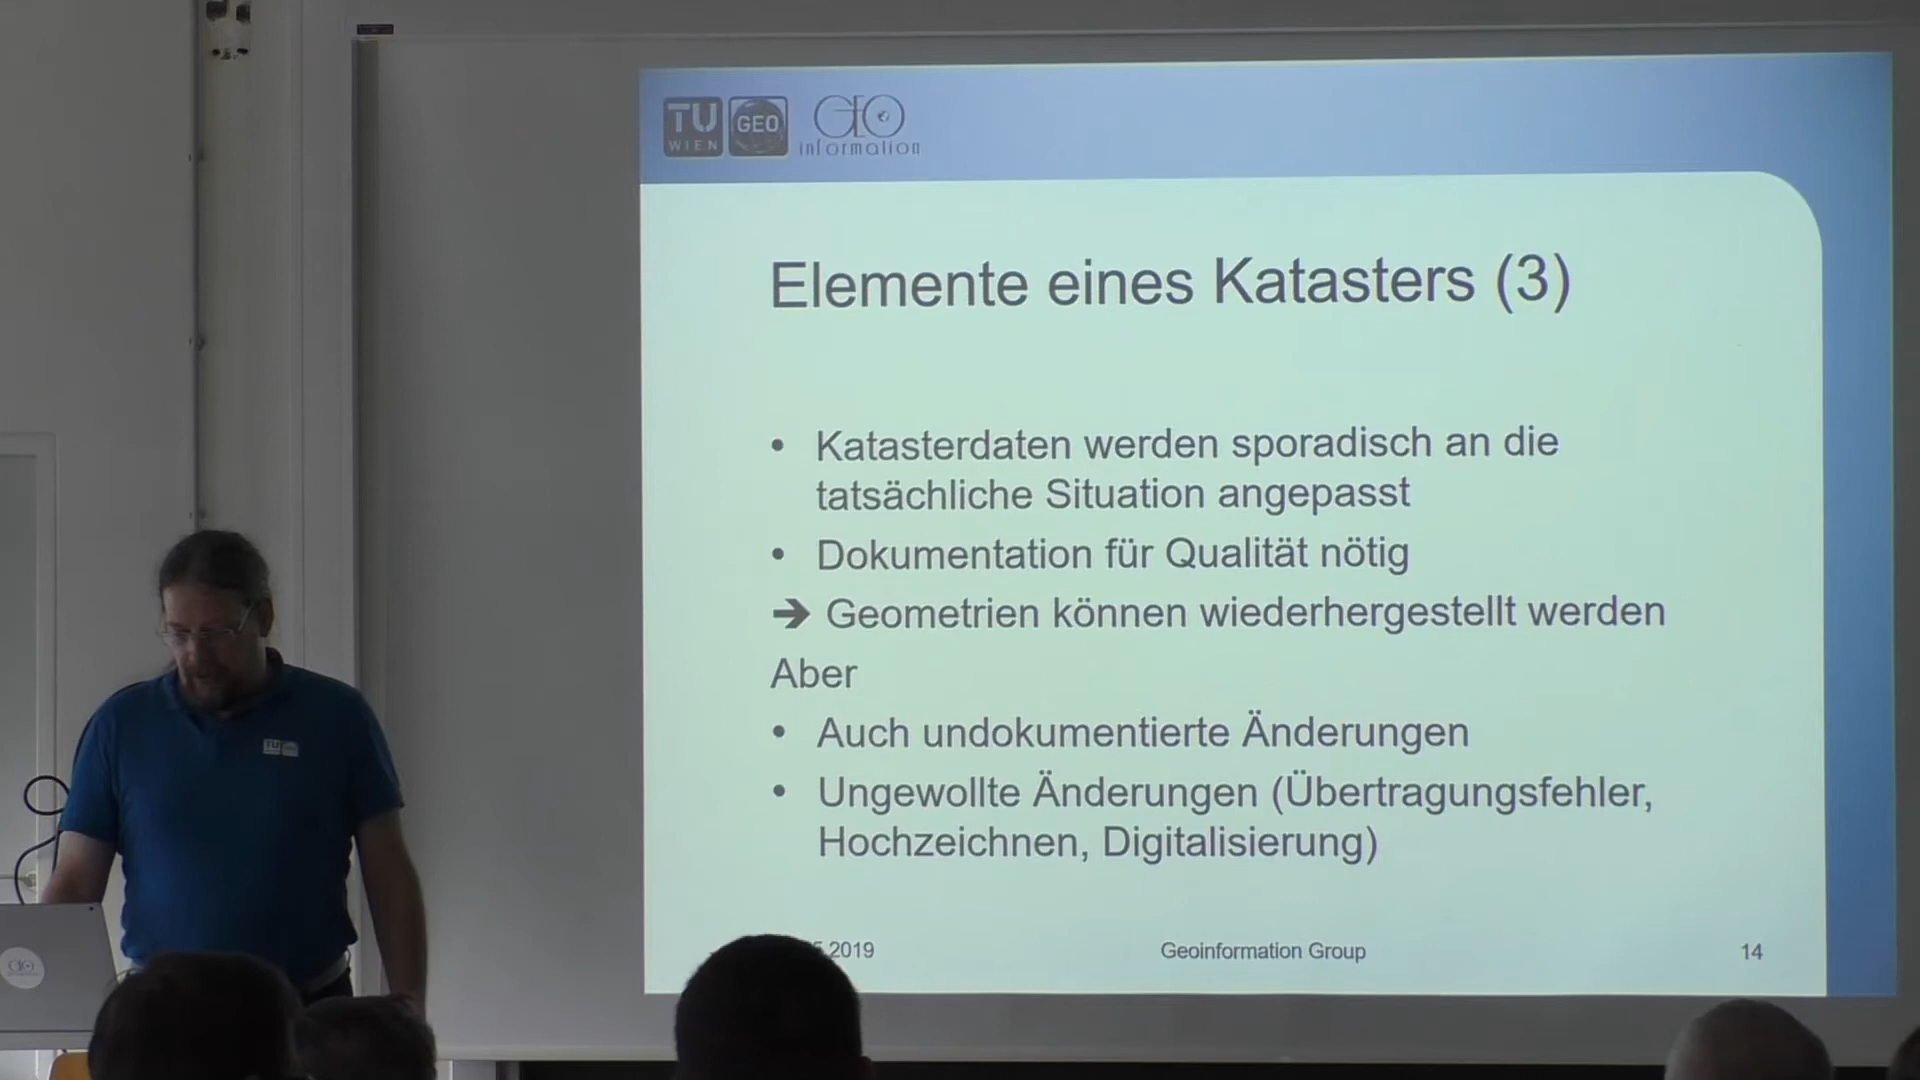 TU
WIEN
GEO
GEO
information
Elemente eines Katasters (3)
• Katasterdaten werden sporadisch an die
tatsächliche Situation angepasst
• Dokumentation für Qualität nötig
➔ Geometrien können wiederhergestellt werden
Aber
• Auch undokumentierte Änderungen
• Ungewollte Änderungen (Übertragungsfehler,
Hochzeichnen, Digitalisierung)
2019
Geoinformation Group
14
TU